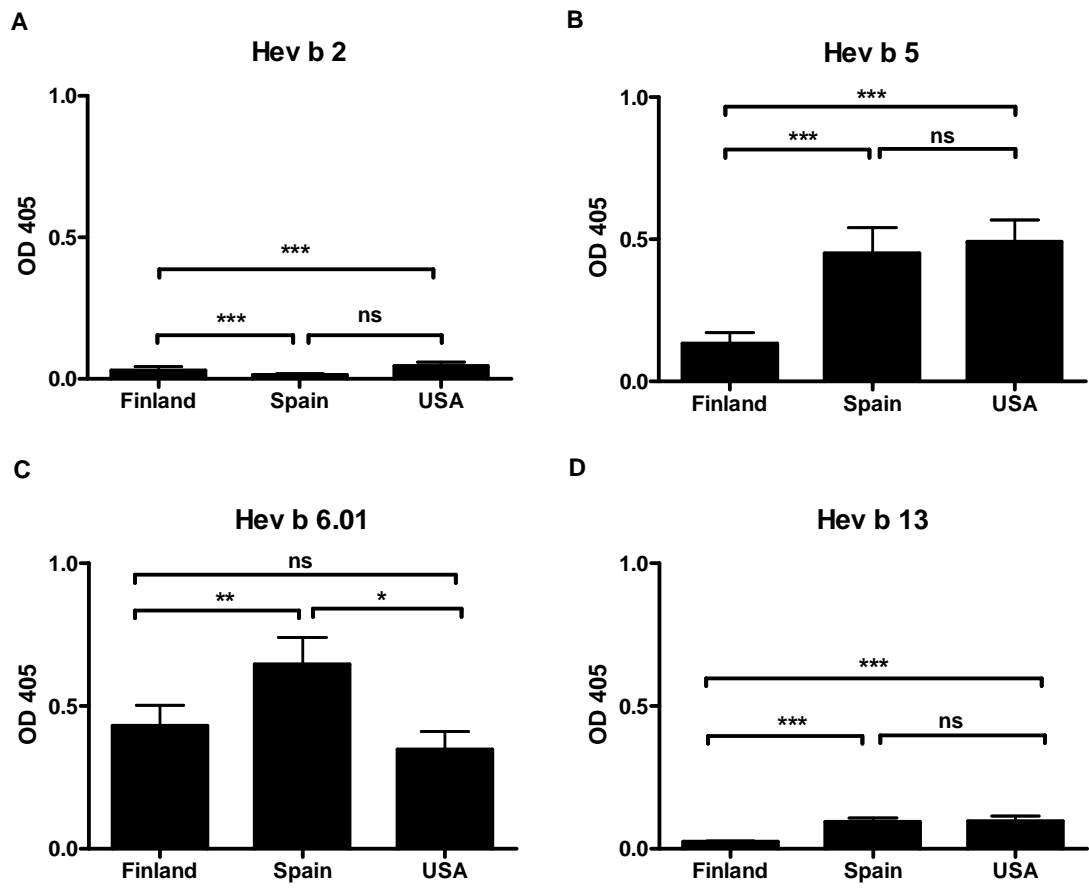 A
Hev b 2
1.0
***
0.5
***
***
ns
0.0
OD 405
Finland Spain USA
B
Hev b 5
1.0
***
***
ns
0.5
0.0
OD 405
Finland Spain USA
C
Hev b 6.01
1.0
ns
**
*
0.5
0.0
OD 405
Finland Spain USA
D
Hev b 13
1.0
***
0.5
***
ns
0.0
OD 405
Finland Spain USA